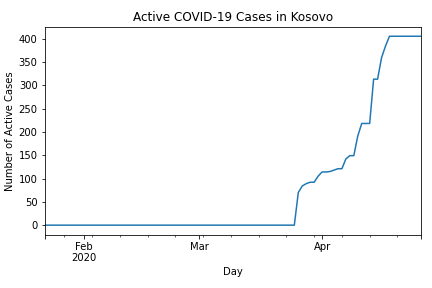 Active COVID-19 Cases in Kosovo
Number of Active Cases
400
350
300
250
200
150
100
50
0
Feb
2020
Mar
Apr
Day